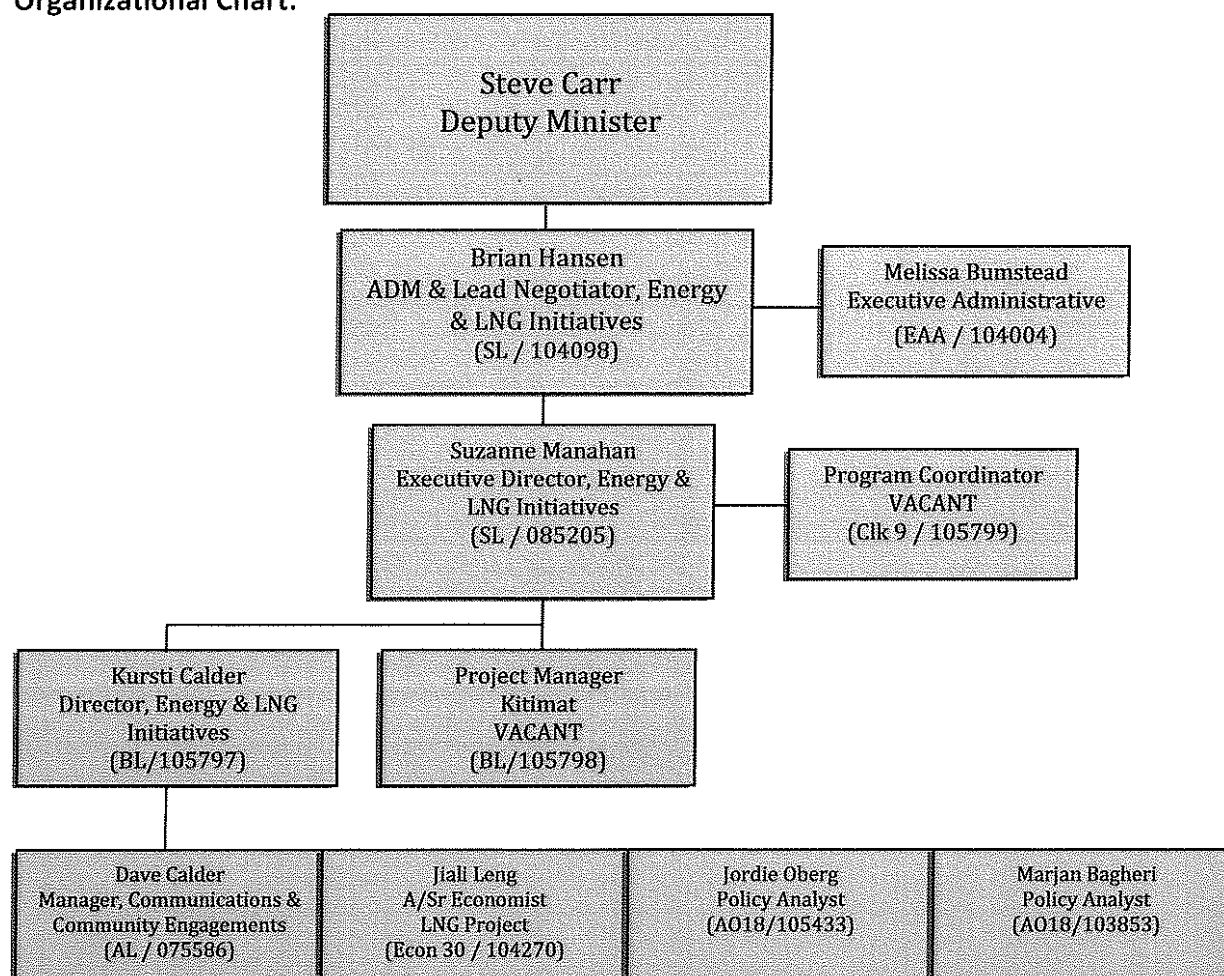 Organizational Chart:
Steve Carr
Deputy Minister
Brian Hansen
ADM & Lead Negotiator, Energy
& LNG Initiatives
(SL / 104098)
Melissa Bumstead
Executive Administrative
(EAA / 104004)
Suzanne Manahan
Executive Director, Energy &
LNG Initiatives
(SL / 085205)
Program Coordinator
VACANT
(Clk 9 / 105799)
Kursti Calder
Director, Energy & LNG
Initiatives
(BL/105797)
Project Manager
Kitimat
VACANT
(BL/105798)
Dave Calder
Manager, Communications &
Community Engagements
(AL / 075586)
Jiali Leng
A/Sr Economist
LNG Project
(Econ 30 / 104270)
Jordie Oberg
Policy Analyst
(AO18/105433)
Marjan Bagheri
Policy Analyst
(AO18/103853)